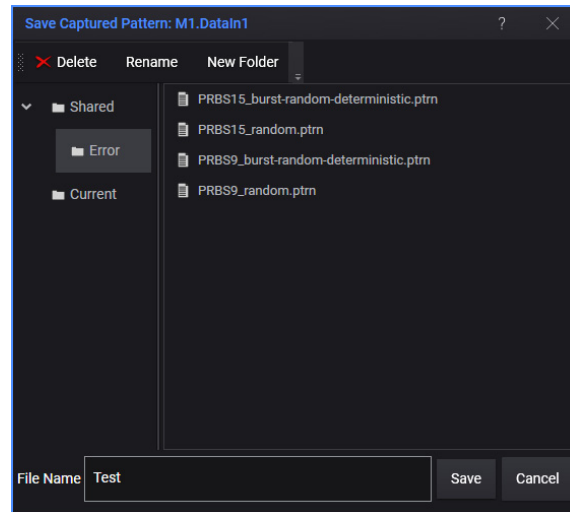 Save Captured Pattern: M1.DataIn1 ?
Delete Rename New Folder
Shared
Error
Current
PRBS15_burst-random-deterministic.ptrn
PRBS15_random.ptrn
PRBS9_burst-random-deterministic.ptrn
PRBS9_random.ptrn
File Name Test Save Cancel